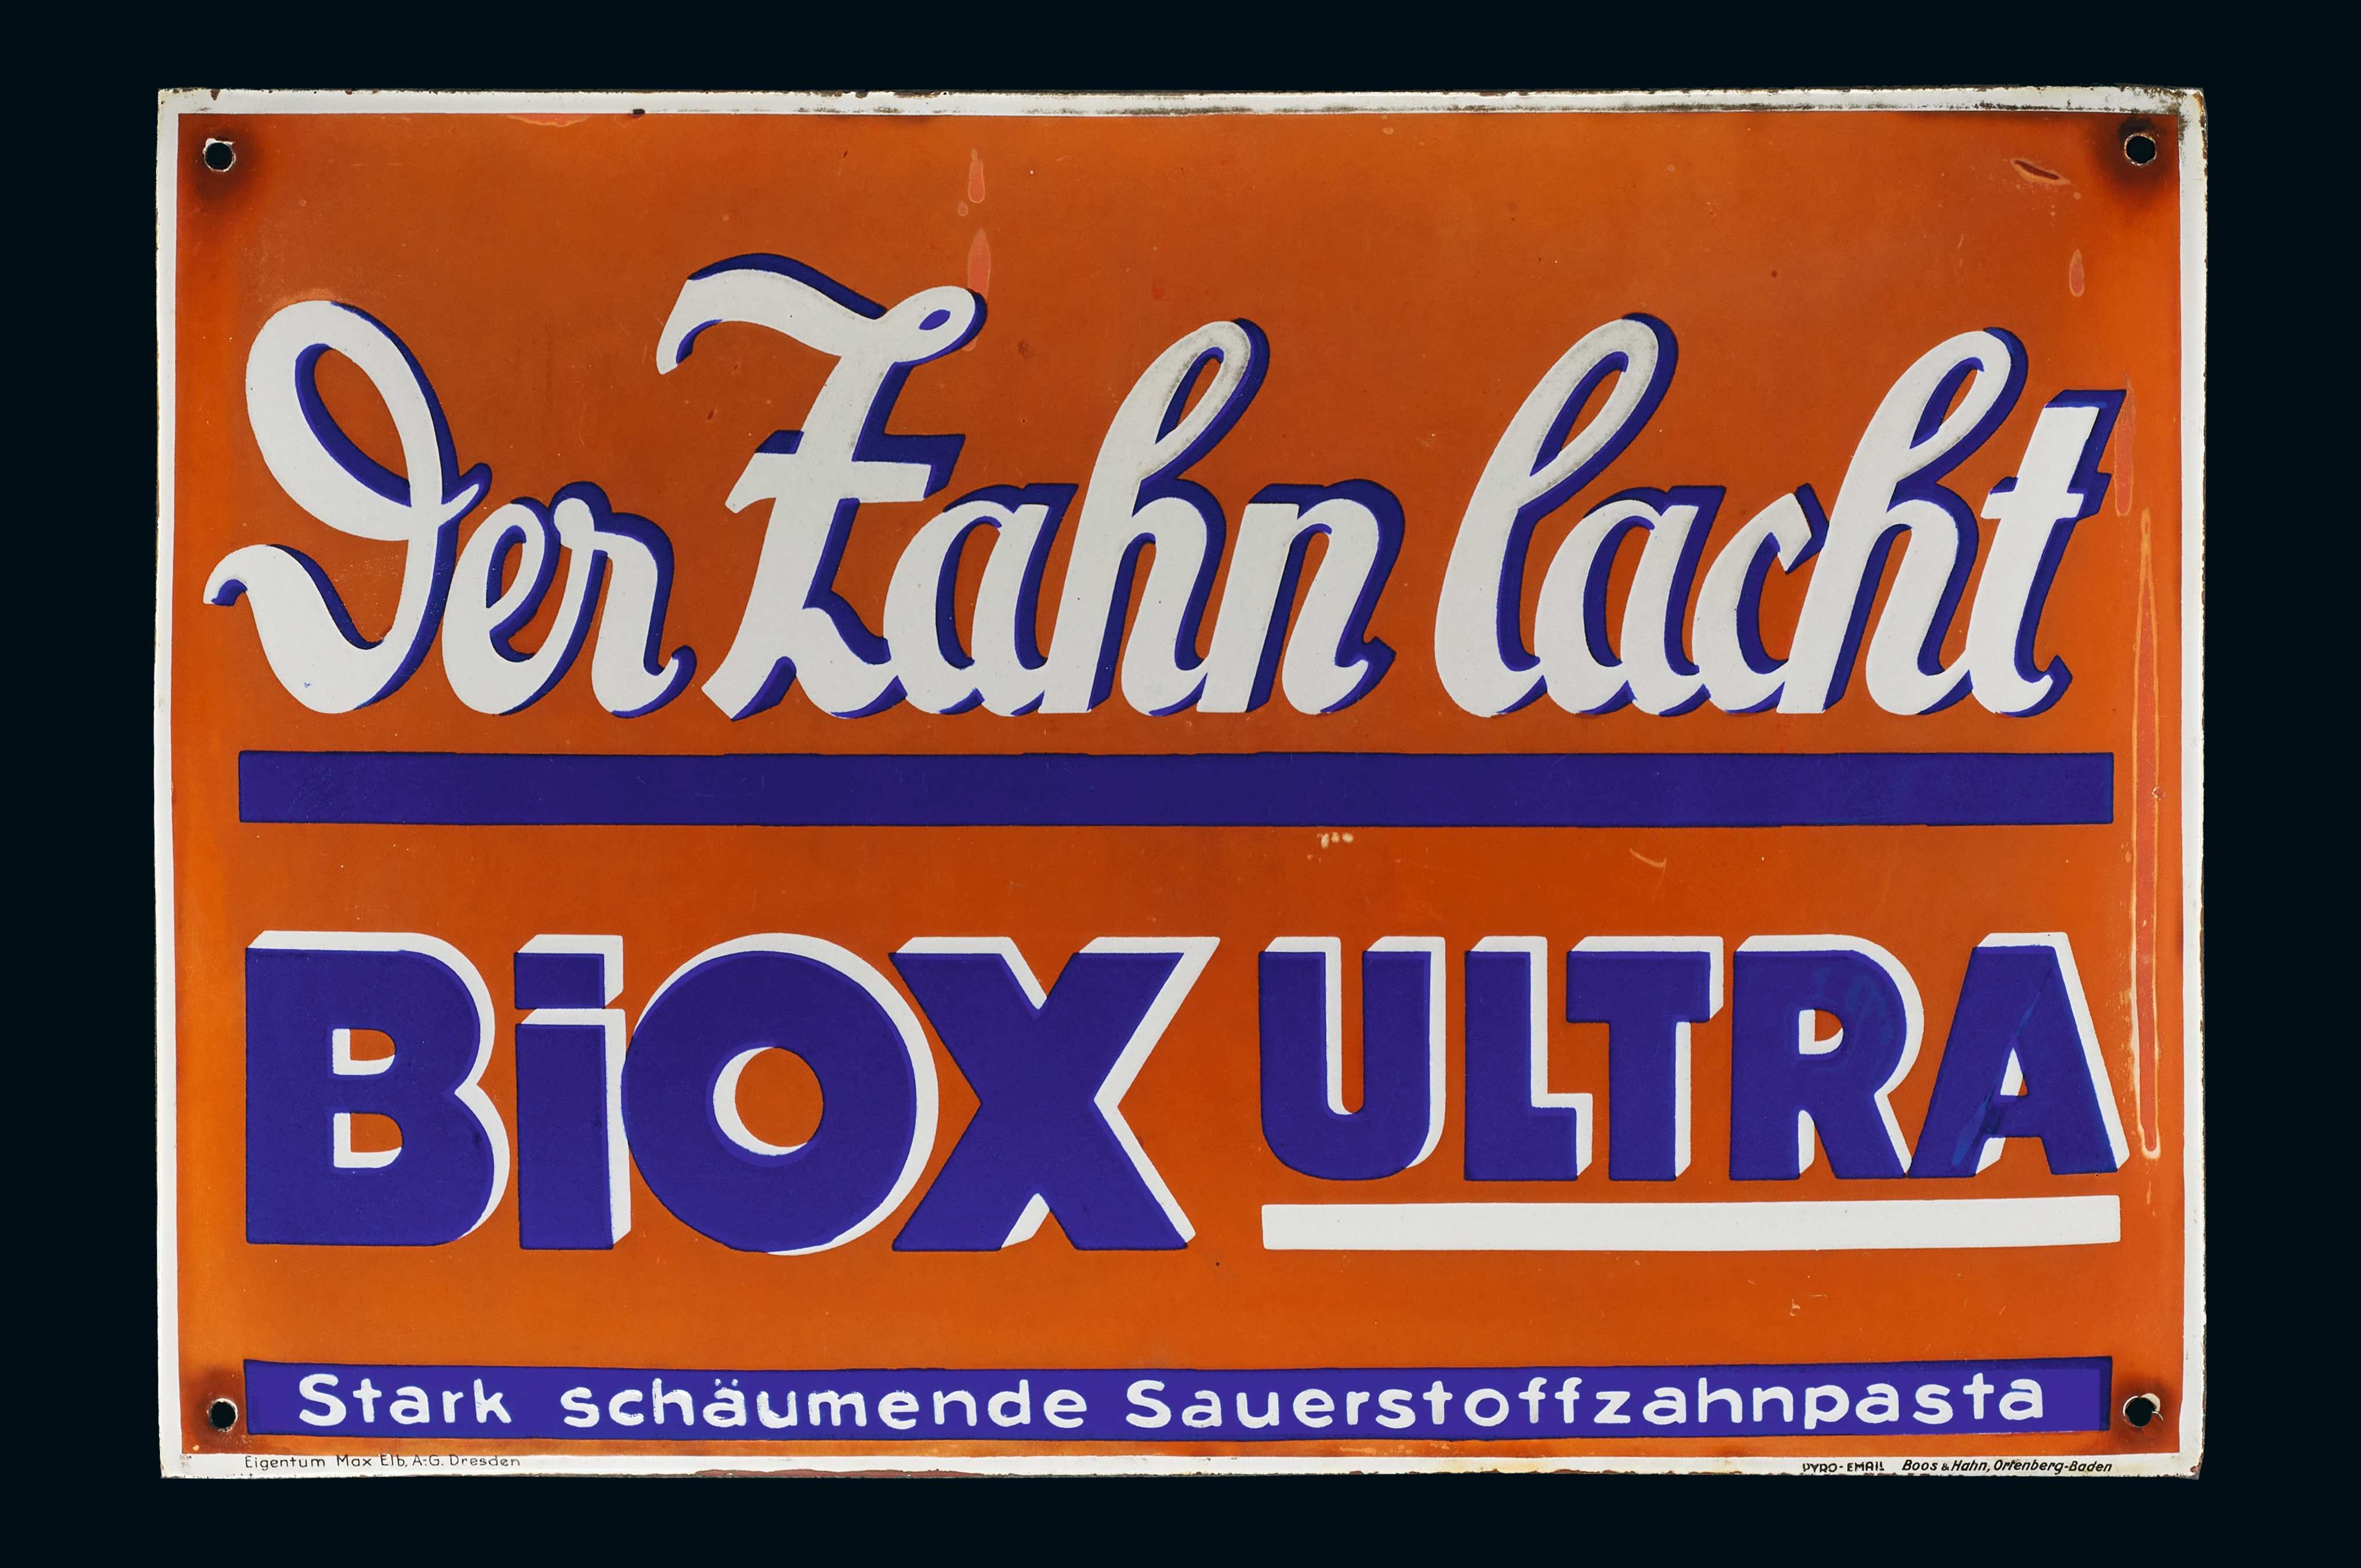 Der Zahn lacht
BiOX ULTRA
Stark schäumende Sauerstoffzahnpasta
Eigentum Max Elb, A.-G. Dresden
PYRO-EMAIL Boos & Hahn, Ortenberg-Baden